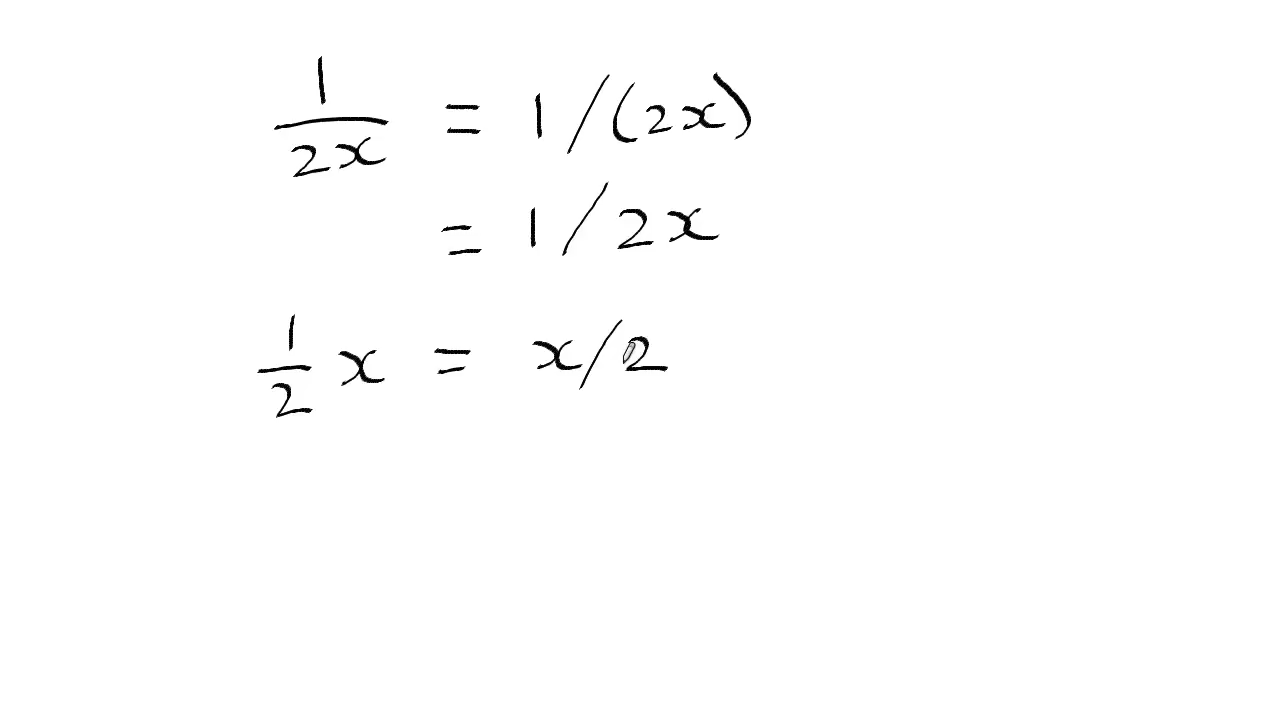 1/2x = 1/(2x)
= 1/2x
1/2 x = x/2